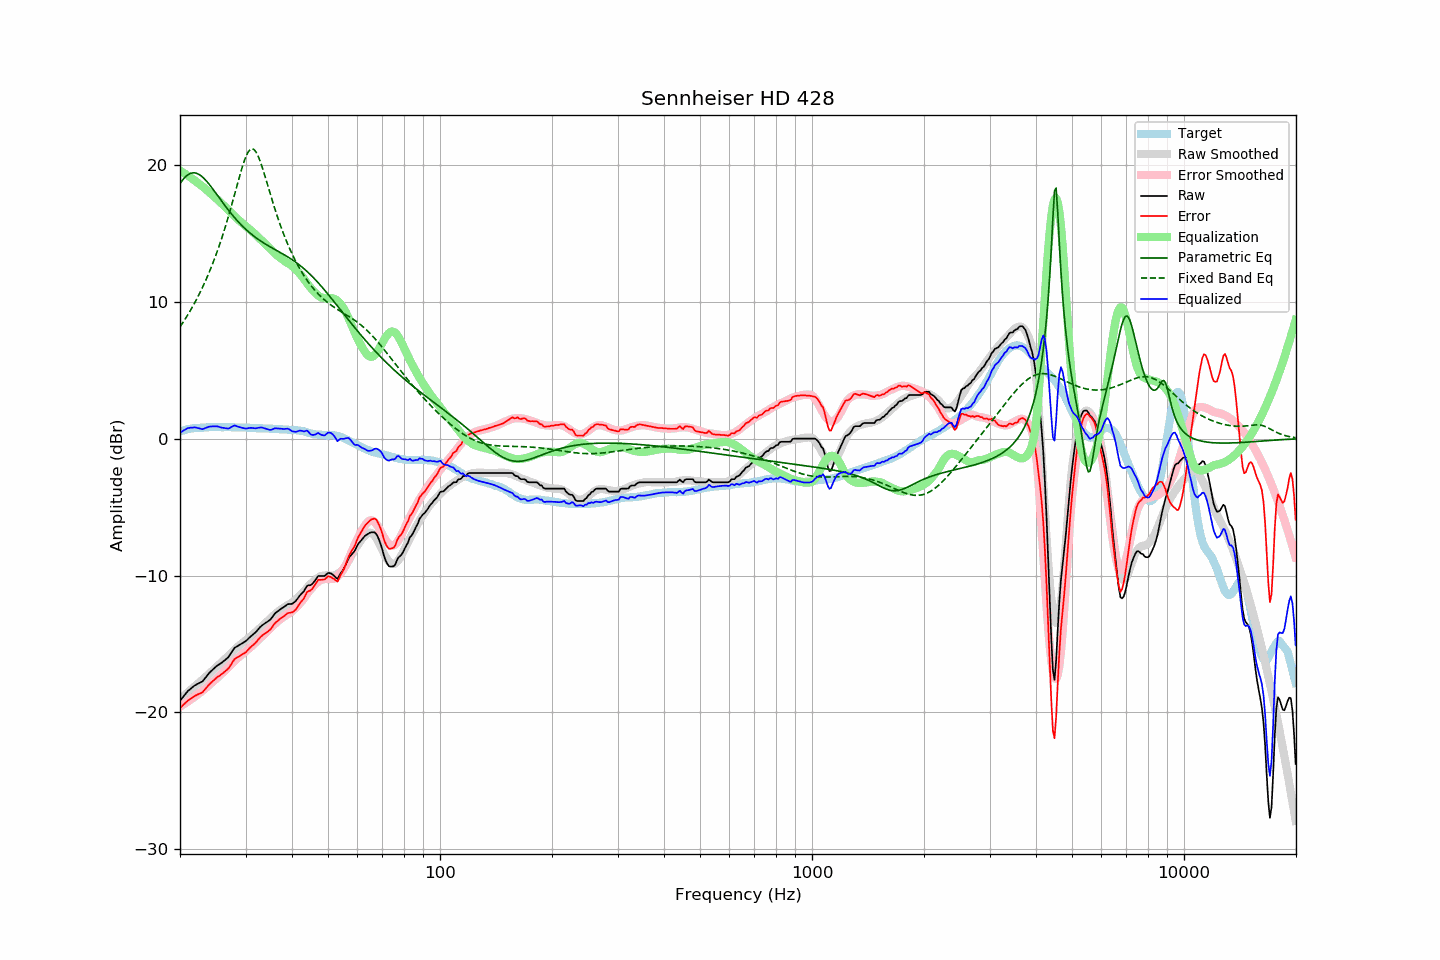 Sennheiser HD 428
Target
Raw Smoothed
Error Smoothed
Raw
Error
Equalization
Parametric Eq
Fixed Band Eq
Equalized
20
10
0
−10
−20
−30
Amplitude (dBr)
100
1000
10000
Frequency (Hz)